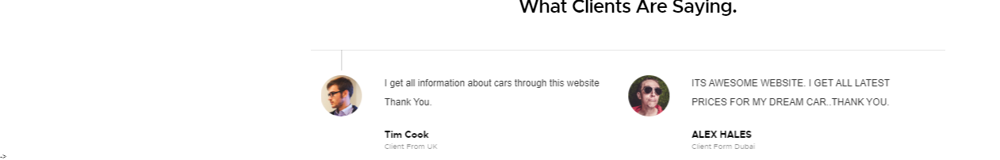 What Clients Are Saying.
I get all information about cars through this website
Thank You.
Tim Cook
Client From UK
ITS AWESOME WEBSITE. I GET ALL LATEST
PRICES FOR MY DREAM CAR..THANK YOU.
ALEX HALES
Client Form Dubai
->